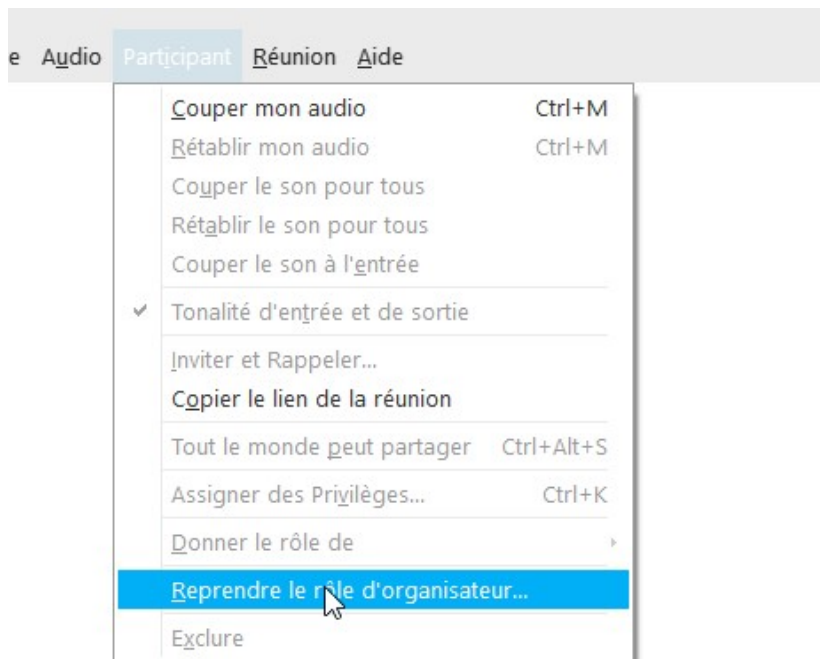 e Audio Participant Réunion Aide
Couper mon audio Ctrl+M
Rétablir mon audio Ctrl+M
Couper le son pour tous
Rétablir le son pour tous
Couper le son à l'entrée
Tonalité d'entrée et de sortie
Inviter et Rappeler...
Copier le lien de la réunion
Tout le monde peut partager Ctrl+Alt+S
Assigner des Privilèges... Ctrl+K
Donner le rôle de
Reprendre le rôle d'organisateur...
Exclure